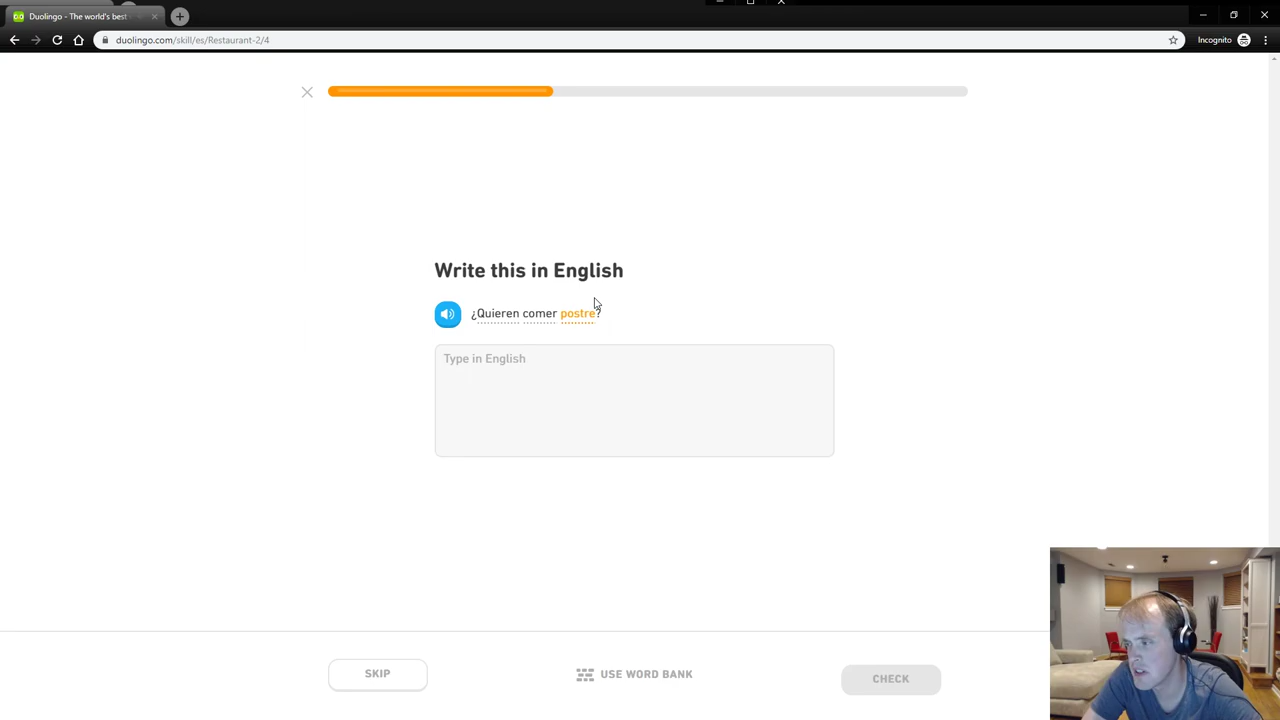 Duolingo - The world's best
duolingo.com/skill/es/Restaurant-2/4
Incognito
Write this in English
¿Quieren comer postre?
Type in English
SKIP
USE WORD BANK
CHECK